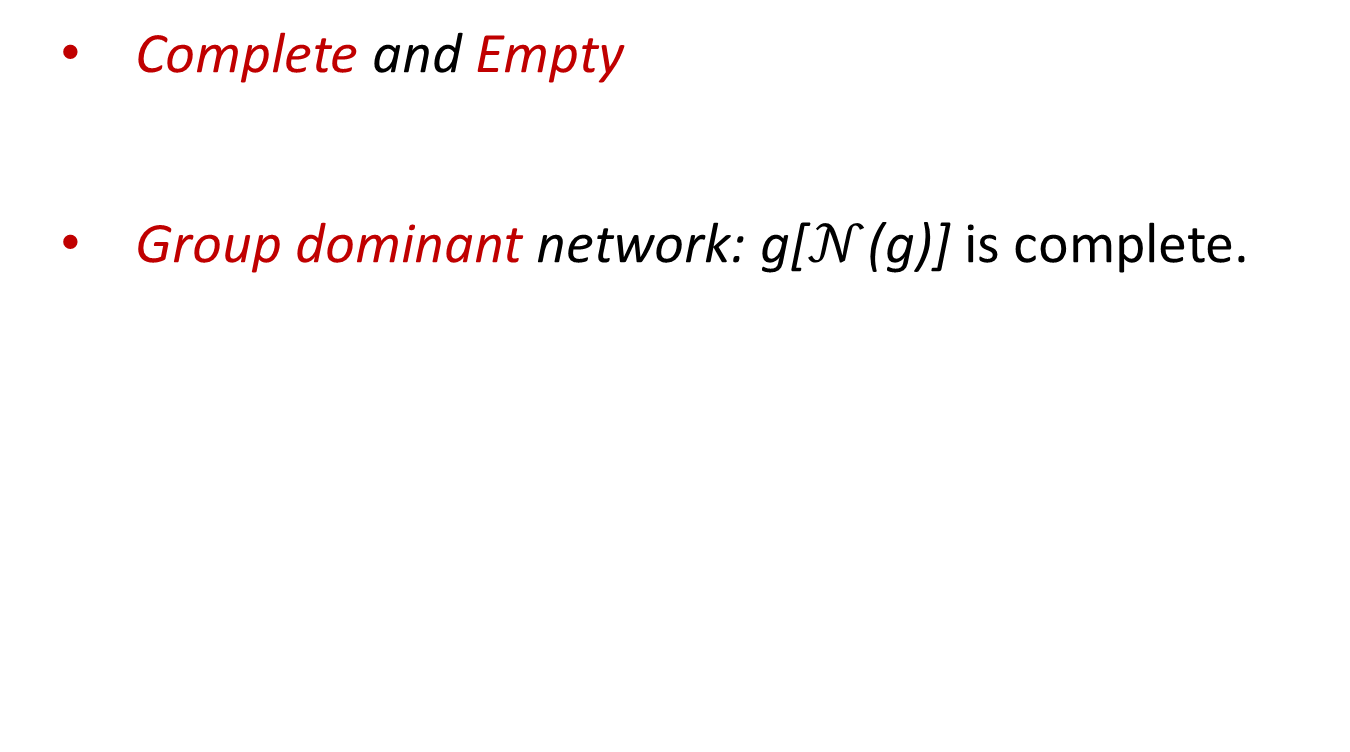 • Complete and Empty
• Group dominant network: g[𝒩(g)] is complete.